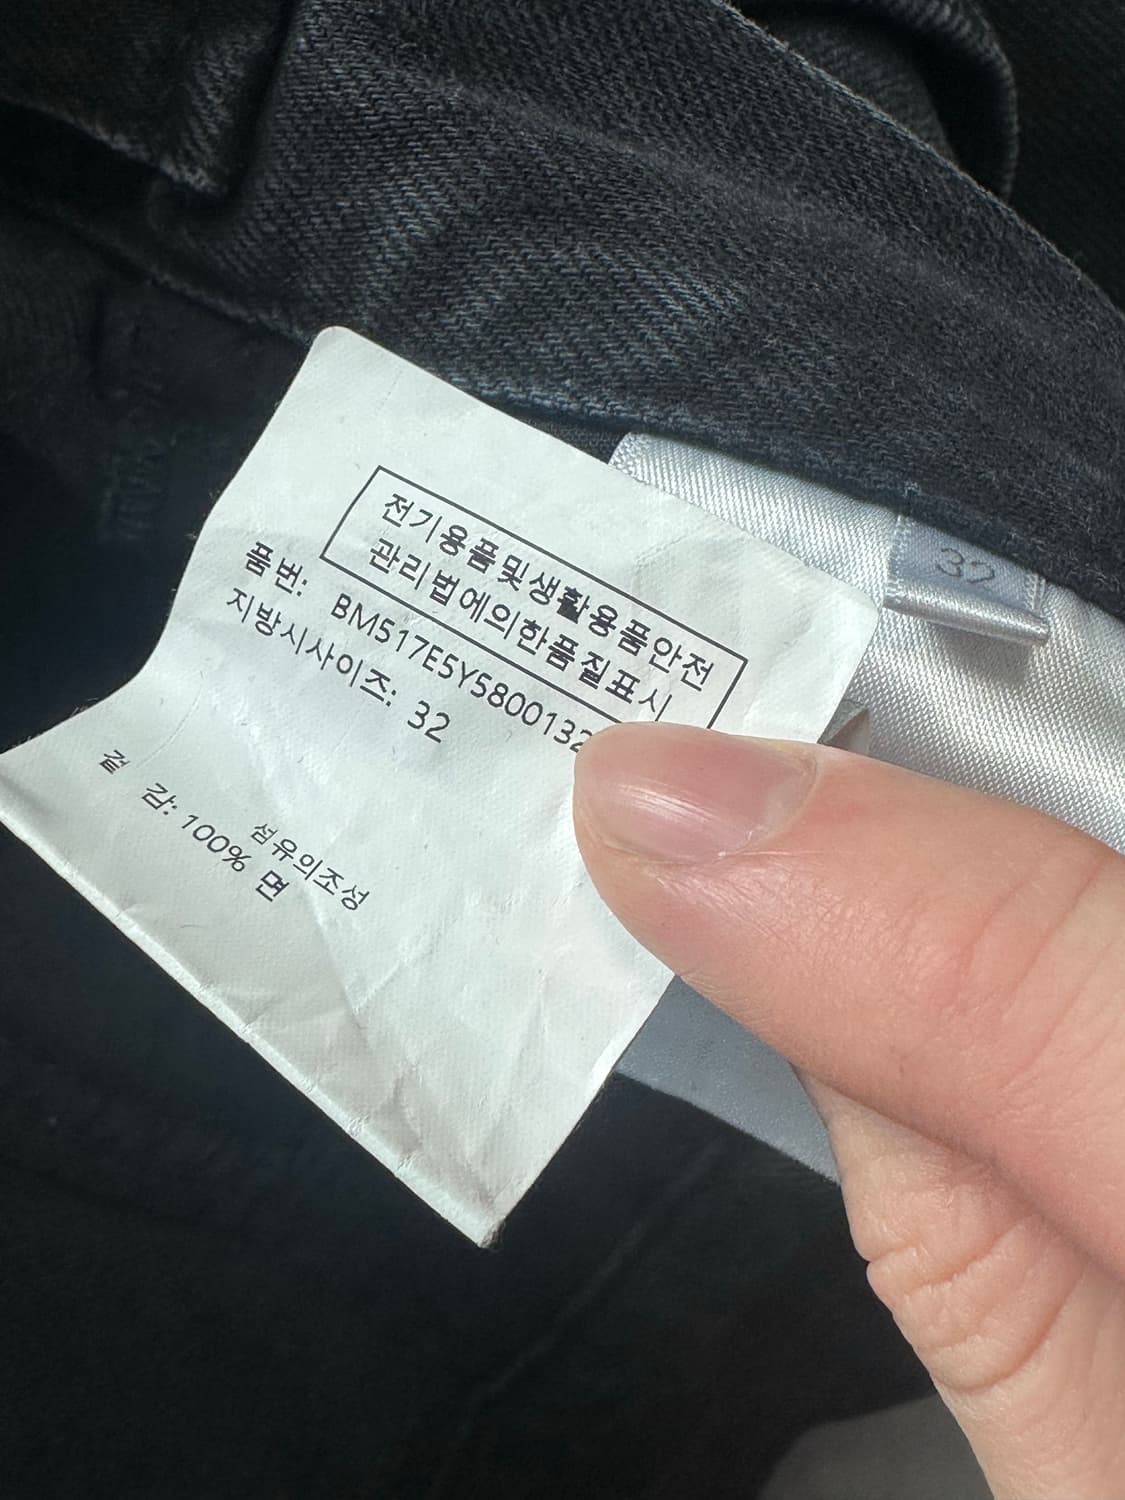 전기용품및생활용품안전
관리법에의한품질표시
품번: BM517E5Y5800132
지방시사이즈: 32
섬유의조성
겉 감: 100% 면
32